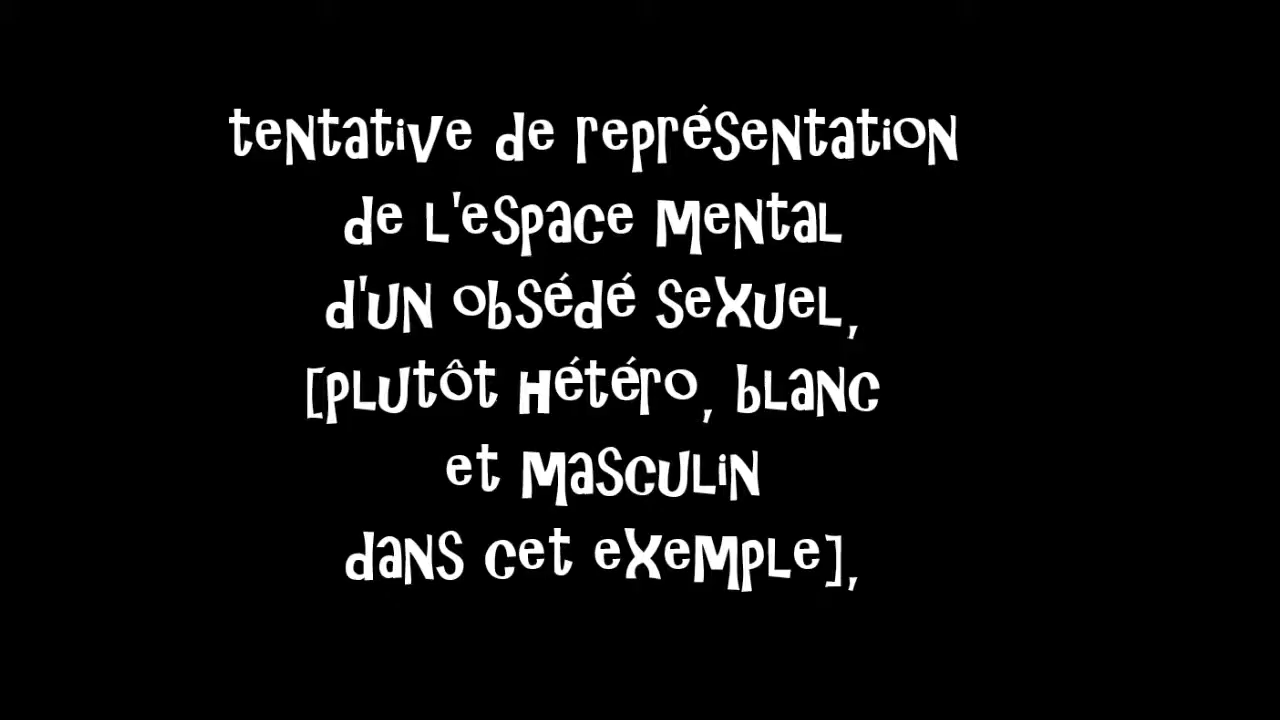 tentative de représentation
de l'espace mental
d'un obsédé sexuel,
[plutôt hétéro, blanc
et masculin
dans cet exemple],